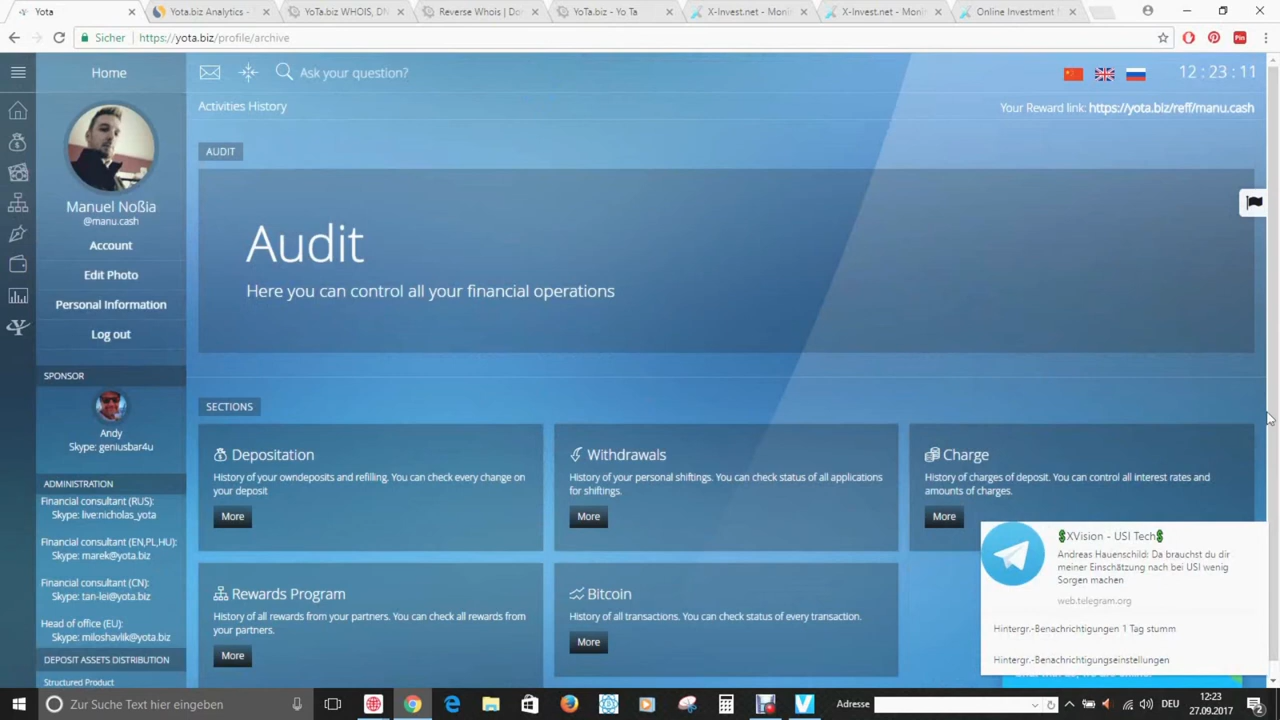 Yota
Yota.biz Analytics -
YoTa.biz WHOIS, DN
Reverse Whois | Do
YoTa.biz - Yo Ta
X-Invest.net - Moni
X-Invest.net - Moni
Online Investment
Sicher
https://yota.biz/profile/archive
Pin
Home
Ask your question?
12 : 23 : 11
Activities History
Your Reward link: https://yota.biz/reff/manu.cash
AUDIT
Audit
Here you can control all your financial operations
Manuel Noßia
@manu.cash
Account
Edit Photo
Personal Information
Log out
SPONSOR
Andy
Skype: geniusbar4u
ADMINISTRATION
Financial consultant (RUS):
Skype: live:nicholas_yota
Financial consultant (EN,PL,HU):
Skype: marek@yota.biz
Financial consultant (CN):
Skype: tan-lei@yota.biz
Head of office (EU):
Skype: miloshavlik@yota.biz
DEPOSIT ASSETS DISTRIBUTION
Structured Product
SECTIONS
Depositation
History of your owndeposits and refilling. You can check every change on
your deposit
More
Withdrawals
History of your personal shiftings. You can check status of all applications
for shiftings.
More
Charge
History of charges of deposit. You can control all interest rates and
amounts of charges.
More
Rewards Program
History of all rewards from your partners. You can check all rewards from
your partners.
More
Bitcoin
History of all transactions. You can check status of every transaction.
More
💲XVision - USI Tech💲
Andreas Hauenschild: Da brauchst du dir
meiner Einschätzung nach bei USI wenig
Sorgen machen
web.telegram.org
Hintergr.-Benachrichtigungen 1 Tag stumm
Hintergr.-Benachrichtigungseinstellungen
Zur Suche Text hier eingeben
Adresse
DEU
12:23
27.09.2017
2